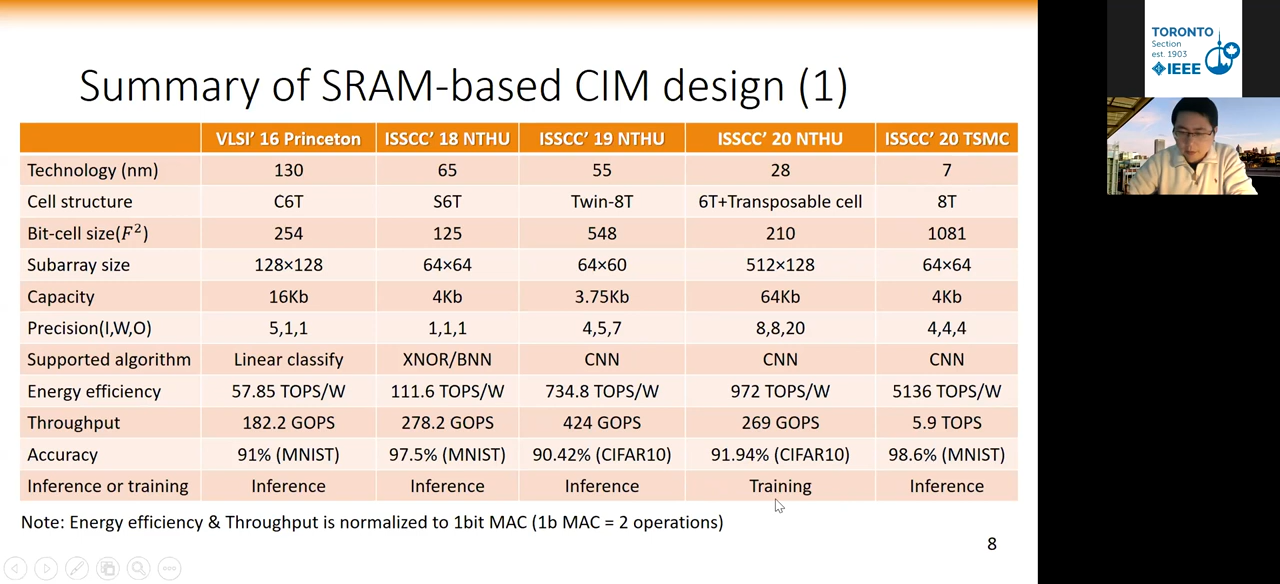 Summary of SRAM-based CIM design (1)
VLSI' 16 Princeton ISSCC' 18 NTHU ISSCC' 19 NTHU ISSCC' 20 NTHU ISSCC' 20 TSMC
Technology (nm) 130 65 55 28 7
Cell structure C6T S6T Twin-8T 6T+Transposable cell 8T
Bit-cell size(F²) 254 125 548 210 1081
Subarray size 128×128 64×64 64×60 512×128 64×64
Capacity 16Kb 4Kb 3.75Kb 64Kb 4Kb
Precision(I,W,O) 5,1,1 1,1,1 4,5,7 8,8,20 4,4,4
Supported algorithm Linear classify XNOR/BNN CNN CNN CNN
Energy efficiency 57.85 TOPS/W 111.6 TOPS/W 734.8 TOPS/W 972 TOPS/W 5136 TOPS/W
Throughput 182.2 GOPS 278.2 GOPS 424 GOPS 269 GOPS 5.9 TOPS
Accuracy 91% (MNIST) 97.5% (MNIST) 90.42% (CIFAR10) 91.94% (CIFAR10) 98.6% (MNIST)
Inference or training Inference Inference Inference Training Inference
Note: Energy efficiency & Throughput is normalized to 1bit MAC (1b MAC = 2 operations)
8
TORONTO
Section
est. 1903
IEEE